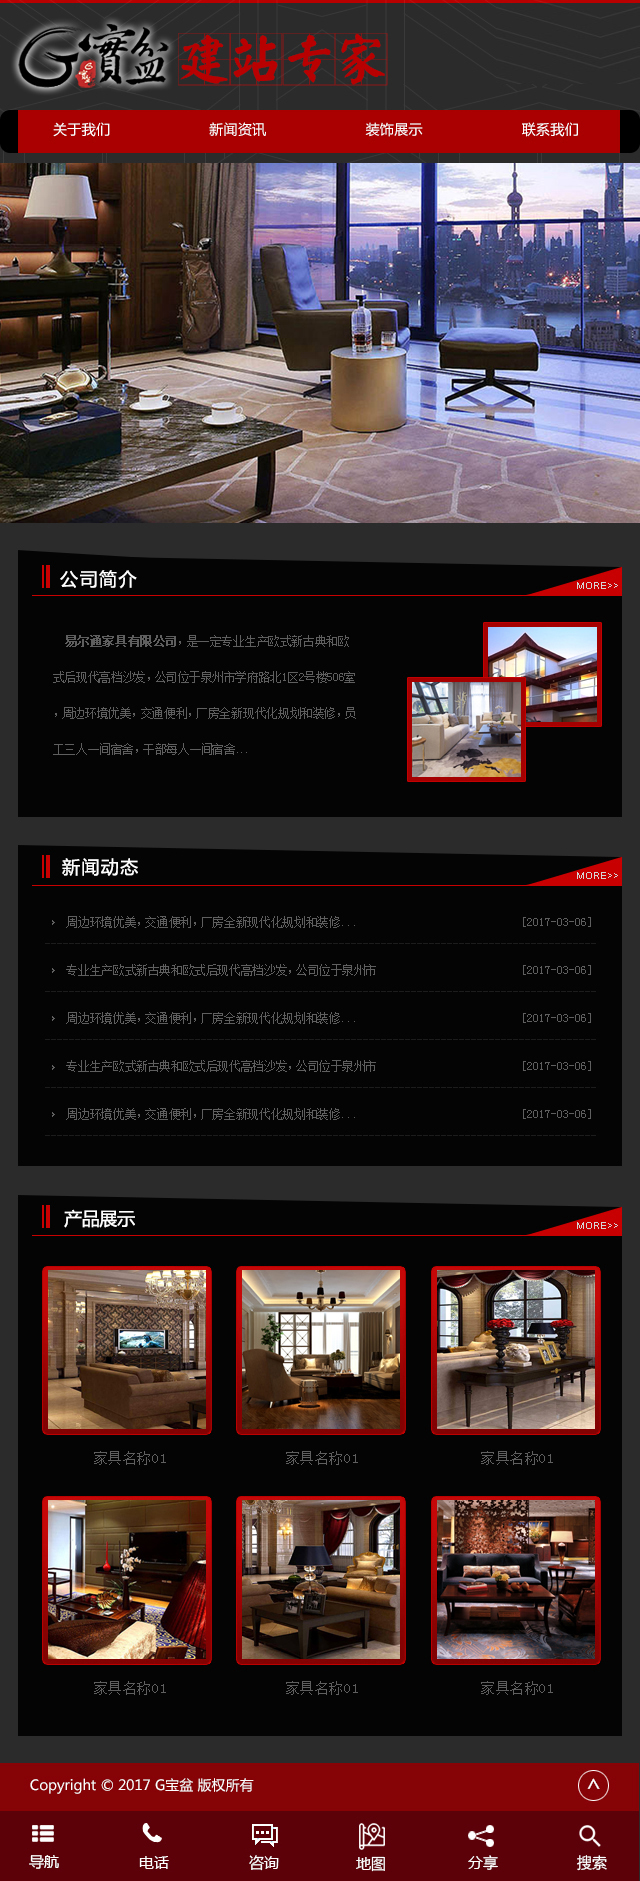 G寶盆 建站专家
关于我们 新闻资讯 装饰展示 联系我们
公司简介
MORE>>
易尔通家具有限公司，是一定专业生产欧式新古典和欧
式后现代高档沙发，公司位于泉州市学府路北1区2号楼506室
，周边环境优美，交通便利，厂房全新现代化规划和装修，员
工三人一间宿舍，干部每人一间宿舍...
新闻动态
MORE>>
周边环境优美，交通便利，厂房全新现代化规划和装修... [2017-03-06]
专业生产欧式新古典和欧式后现代高档沙发，公司位于泉州市 [2017-03-06]
周边环境优美，交通便利，厂房全新现代化规划和装修... [2017-03-06]
专业生产欧式新古典和欧式后现代高档沙发，公司位于泉州市 [2017-03-06]
周边环境优美，交通便利，厂房全新现代化规划和装修... [2017-03-06]
产品展示
MORE>>
家具名称01 家具名称01 家具名称01
家具名称01 家具名称01 家具名称01
Copyright © 2017 G宝盆 版权所有
导航 电话 咨询 地图 分享 搜索